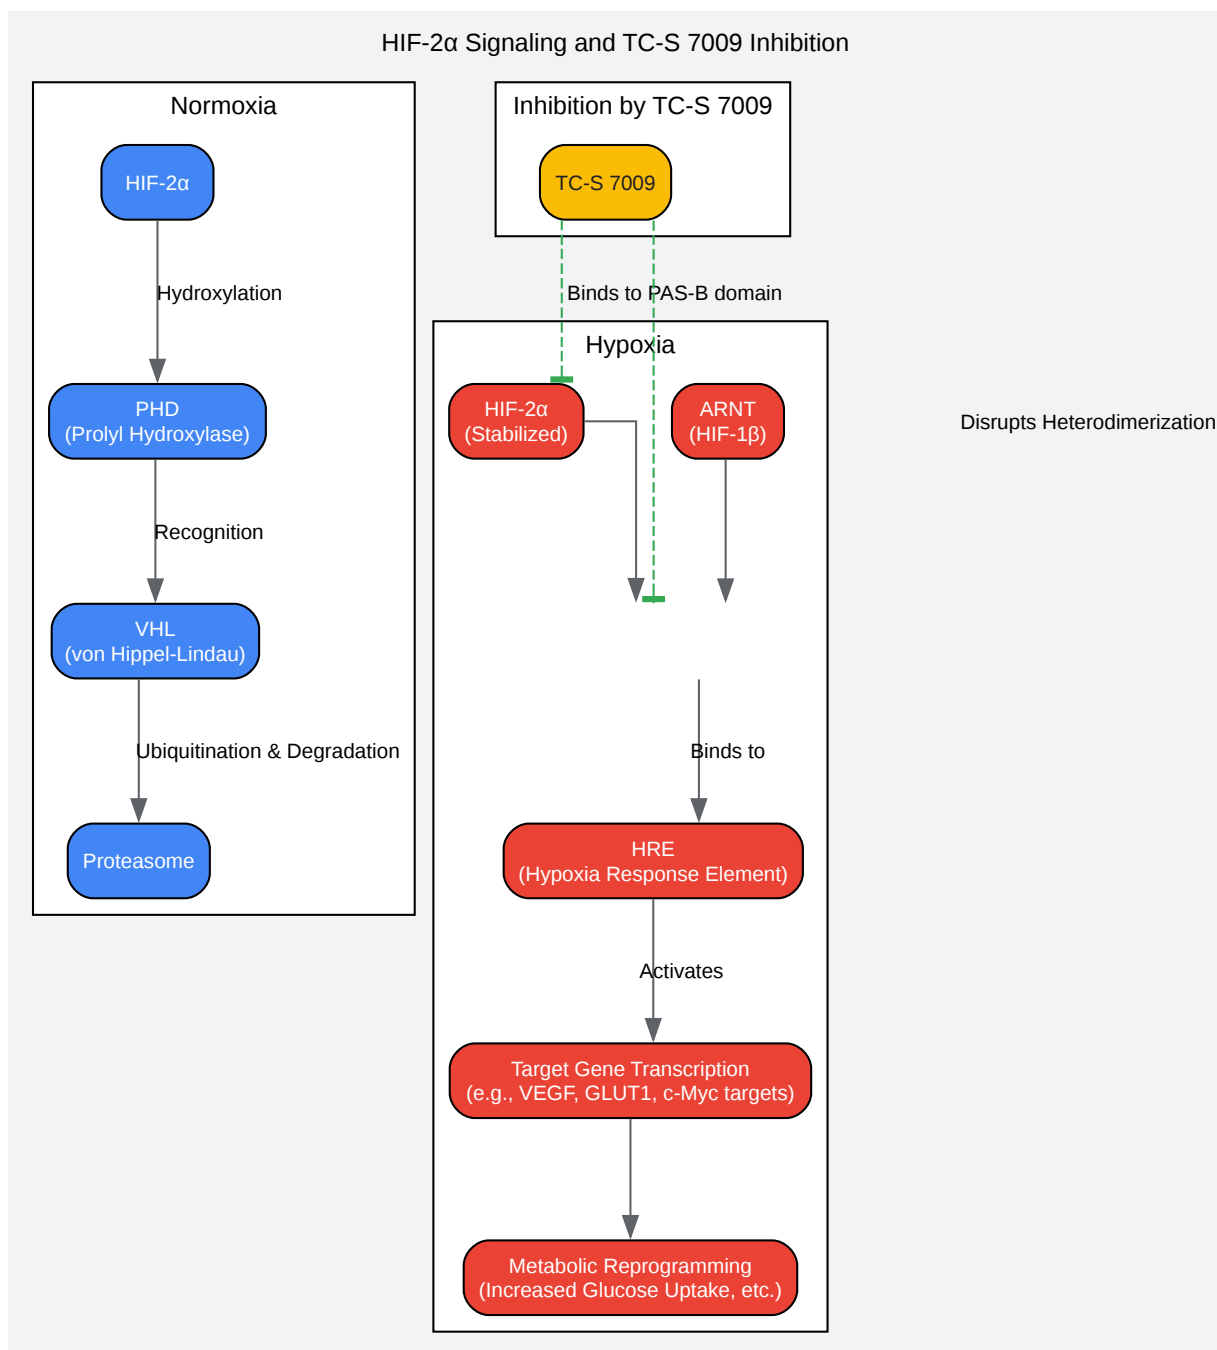 HIF-2α Signaling and TC-S 7009 Inhibition
Normoxia
HIF-2α
Hydroxylation
PHD
(Prolyl Hydroxylase)
Recognition
VHL
(von Hippel-Lindau)
Ubiquitination & Degradation
Proteasome
Inhibition by TC-S 7009
TC-S 7009
Binds to PAS-B domain
Disrupts Heterodimerization
Hypoxia
HIF-2α
(Stabilized)
ARNT
(HIF-1β)
Binds to
HRE
(Hypoxia Response Element)
Activates
Target Gene Transcription
(e.g., VEGF, GLUT1, c-Myc targets)
Metabolic Reprogramming
(Increased Glucose Uptake, etc.)